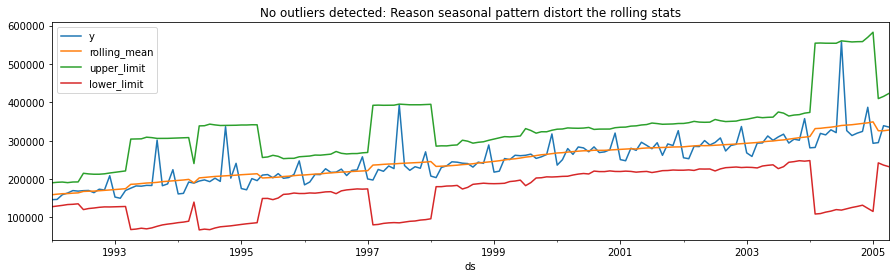 No outliers detected: Reason seasonal pattern distort the rolling stats
y
rolling_mean
upper_limit
lower_limit
600000
500000
400000
300000
200000
100000
1993
1995
1997
1999
2001
2003
2005
ds